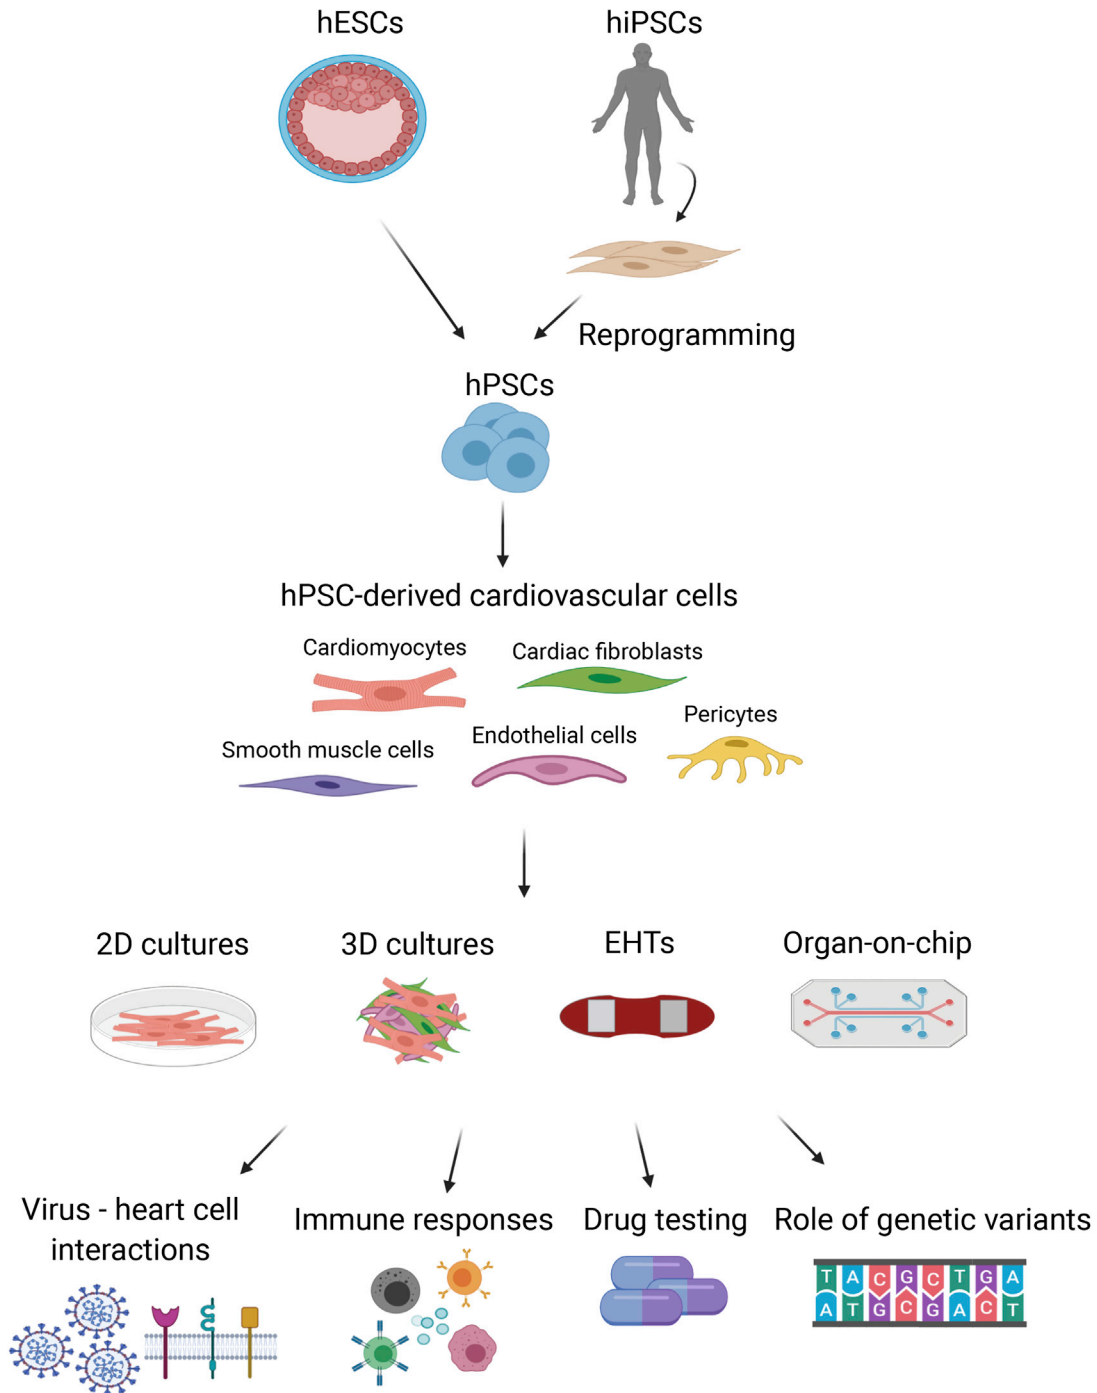 hESCs
hiPSCs
Reprogramming
hPSCs
hPSC-derived cardiovascular cells
Cardiomyocytes
Cardiac fibroblasts
Pericytes
Smooth muscle cells
Endothelial cells
2D cultures
3D cultures
EHTs
Organ-on-chip
Virus - heart cell
interactions
Immune responses
Drug testing
Role of genetic variants
T A C G C T G A
A T G C G A C T